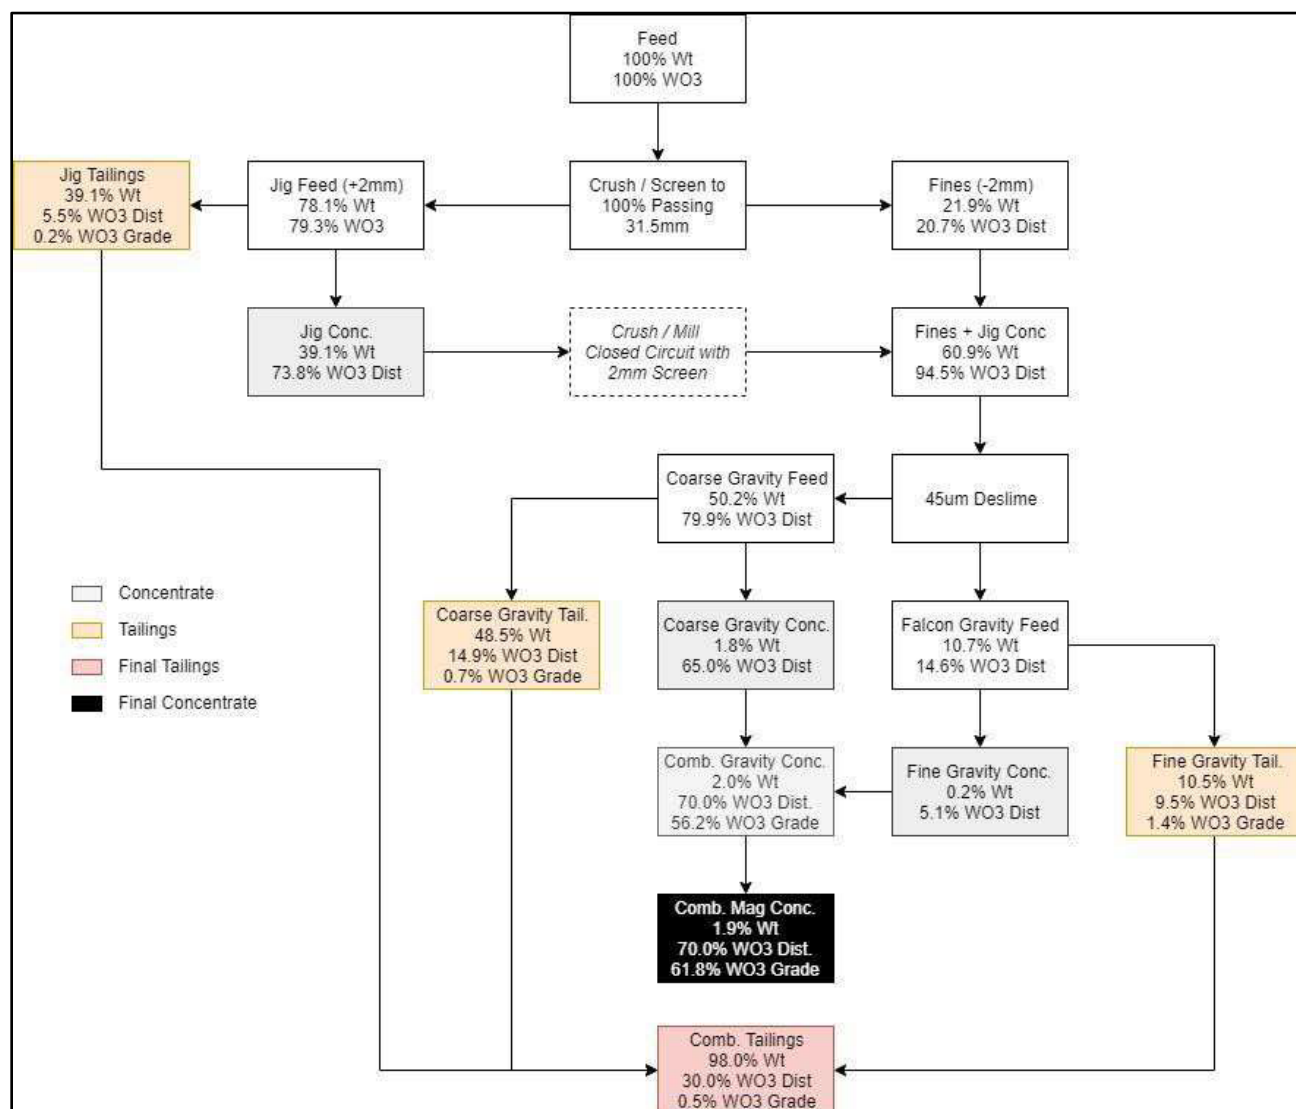 Feed
100% Wt
100% WO3
Jig Tailings
39.1% Wt
5.5% WO3 Dist
0.2% WO3 Grade
Jig Feed (+2mm)
78.1% Wt
79.3% WO3
Crush / Screen to
100% Passing
31.5mm
Fines (-2mm)
21.9% Wt
20.7% WO3 Dist
Jig Conc.
39.1% Wt
73.8% WO3 Dist
Crush / Mill
Closed Circuit with
2mm Screen
Fines + Jig Conc
60.9% Wt
94.5% WO3 Dist
Coarse Gravity Feed
50.2% Wt
79.9% WO3 Dist
45um Deslime
Concentrate
Tailings
Final Tailings
Final Concentrate
Coarse Gravity Tail.
48.5% Wt
14.9% WO3 Dist
0.7% WO3 Grade
Coarse Gravity Conc.
1.8% Wt
65.0% WO3 Dist
Falcon Gravity Feed
10.7% Wt
14.6% WO3 Dist
Comb. Gravity Conc.
2.0% Wt
70.0% WO3 Dist.
56.2% WO3 Grade
Fine Gravity Conc.
0.2% Wt
5.1% WO3 Dist
Fine Gravity Tail.
10.5% Wt
9.5% WO3 Dist
1.4% WO3 Grade
Comb. Mag Conc.
1.9% Wt
70.0% WO3 Dist.
61.8% WO3 Grade
Comb. Tailings
98.0% Wt
30.0% WO3 Dist
0.5% WO3 Grade